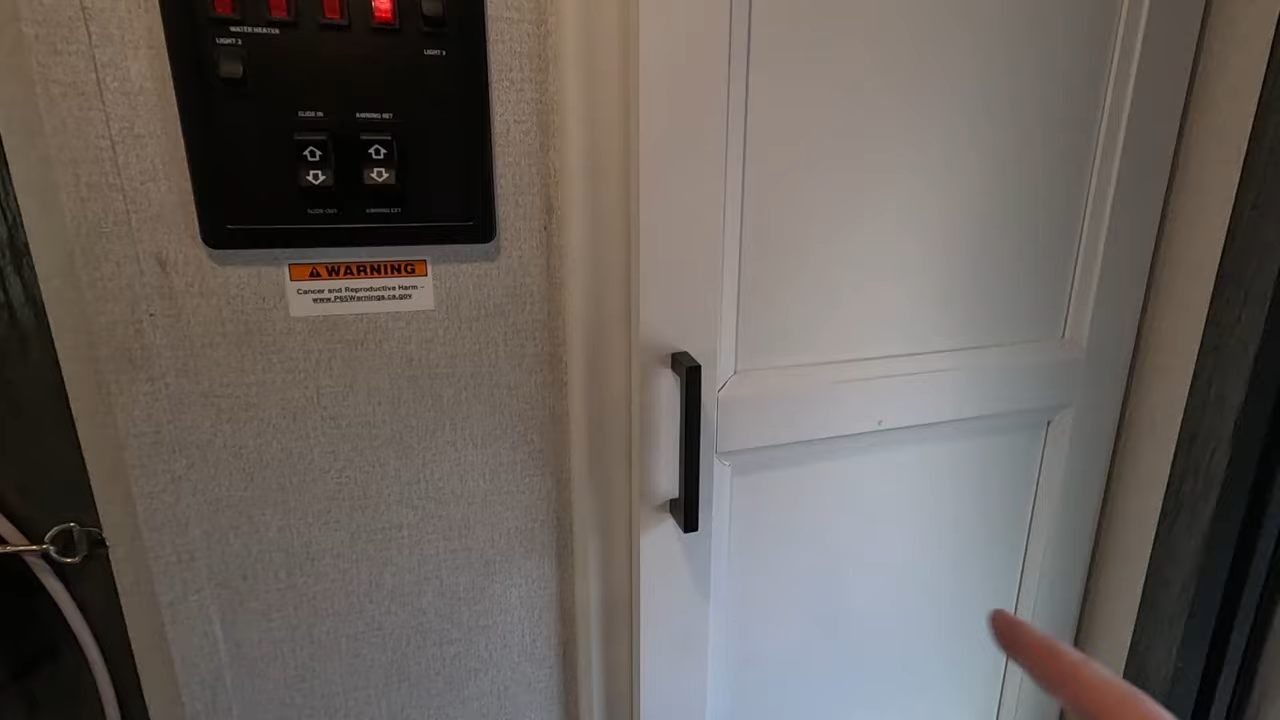 WATER HEATER
LIGHT 2
LIGHT 1
SLIDE IN
AWNING RET
SLIDE OUT
AWNING EXT
WARNING
Cancer and Reproductive Harm –
www.P65Warnings.ca.gov